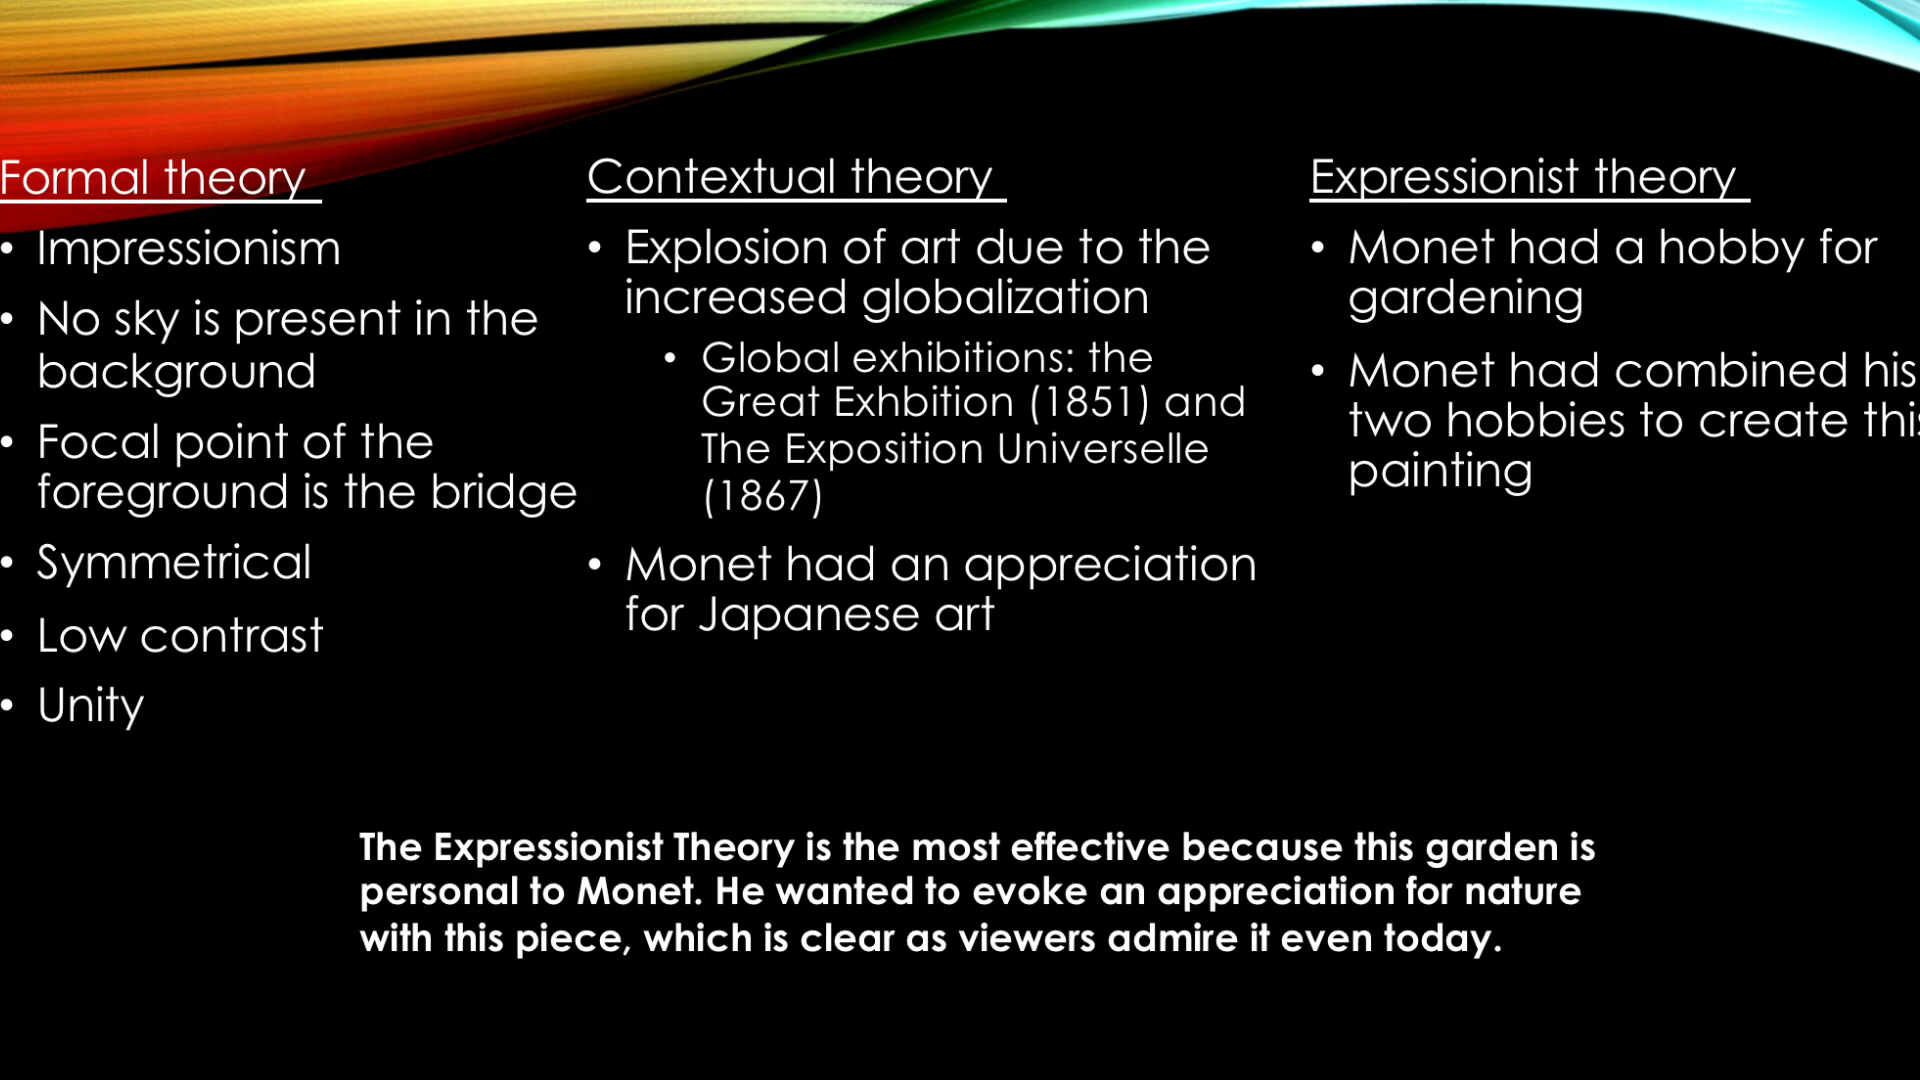 Formal theory
• Impressionism
• No sky is present in the
background
• Focal point of the
foreground is the bridge
• Symmetrical
• Low contrast
• Unity
Contextual theory
• Explosion of art due to the
increased globalization
• Global exhibitions: the
Great Exhbition (1851) and
The Exposition Universelle
(1867)
• Monet had an appreciation
for Japanese art
Expressionist theory
• Monet had a hobby for
gardening
• Monet had combined his
two hobbies to create this
painting
The Expressionist Theory is the most effective because this garden is
personal to Monet. He wanted to evoke an appreciation for nature
with this piece, which is clear as viewers admire it even today.